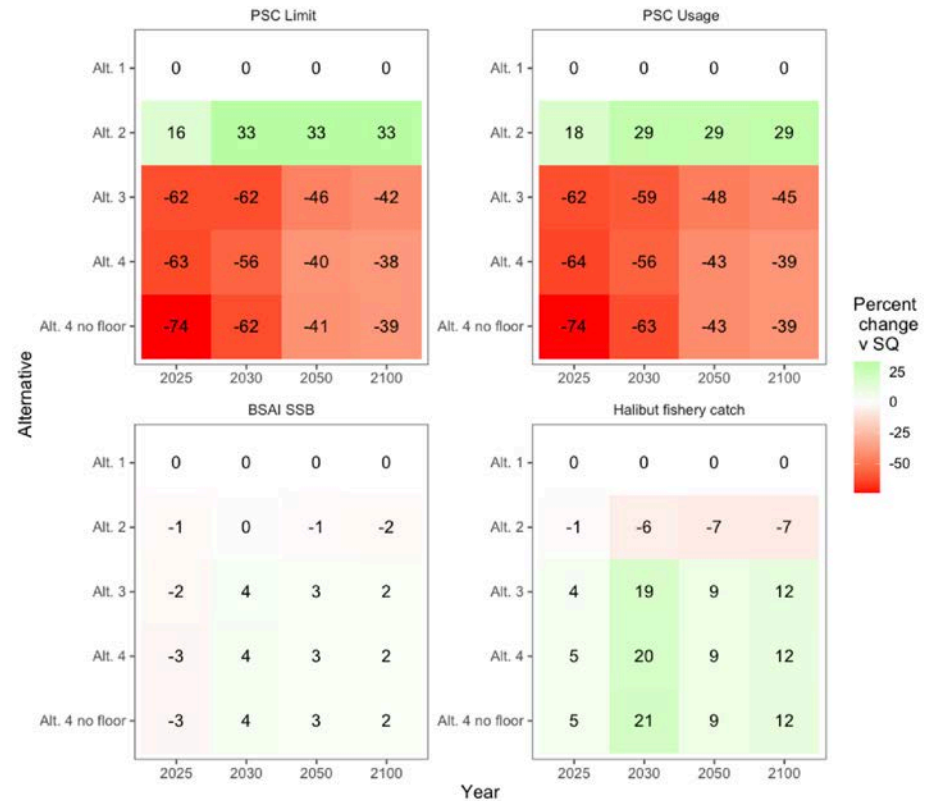 PSC Limit
PSC Usage
Alt. 1 0 0 0 0
Alt. 2 16 33 33 33
Alt. 3 -62 -62 -46 -42
Alt. 4 -63 -56 -40 -38
Alt. 4 no floor -74 -62 -41 -39
2025 2030 2050 2100
Alt. 1 0 0 0 0
Alt. 2 18 29 29 29
Alt. 3 -62 -59 -48 -45
Alt. 4 -64 -56 -43 -39
Alt. 4 no floor -74 -63 -43 -39
2025 2030 2050 2100
BSAI SSB
Halibut fishery catch
Alt. 1 0 0 0 0
Alt. 2 -1 0 -1 -2
Alt. 3 -2 4 3 2
Alt. 4 -3 4 3 2
Alt. 4 no floor -3 4 3 2
2025 2030 2050 2100
Alt. 1 0 0 0 0
Alt. 2 -1 -6 -7 -7
Alt. 3 4 19 9 12
Alt. 4 5 20 9 12
Alt. 4 no floor 5 21 9 12
2025 2030 2050 2100
Alternative
Year
Percent
change
v SQ
25
0
-25
-50